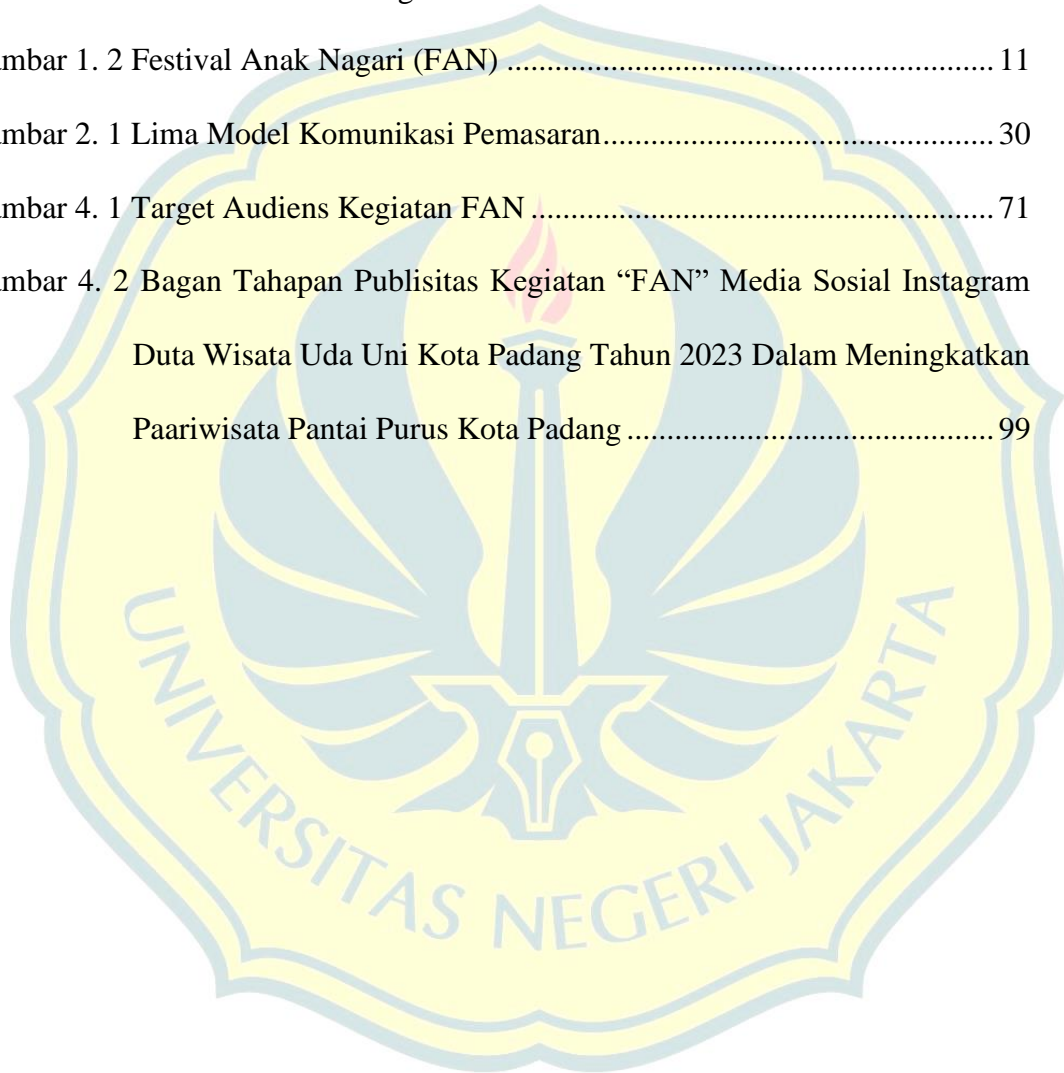 mbar 1. 2 Festival Anak Nagari (FAN) ............................................................. 11
mbar 2. 1 Lima Model Komunikasi Pemasaran................................................. 30
mbar 4. 1 Target Audiens Kegiatan FAN .......................................................... 71
mbar 4. 2 Bagan Tahapan Publisitas Kegiatan “FAN” Media Sosial Instagram
Duta Wisata Uda Uni Kota Padang Tahun 2023 Dalam Meningkatkan
Paariwisata Pantai Purus Kota Padang .............................................. 99
UNIVERSITAS NEGERI JAKARTA